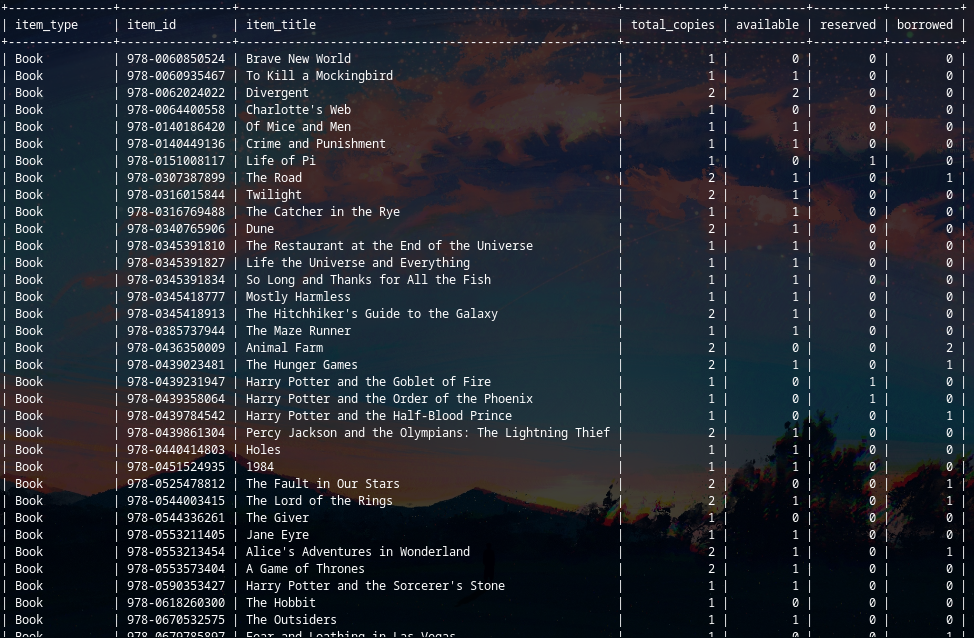 +---------------+----------------+------------------------------------------------------+--------------+-----------+----------+----------+
| item_type | item_id | item_title | total_copies | available | reserved | borrowed |
+---------------+----------------+------------------------------------------------------+--------------+-----------+----------+----------+
| Book | 978-0060850524 | Brave New World | 1 | 0 | 0 | 0 |
| Book | 978-0060935467 | To Kill a Mockingbird | 1 | 1 | 0 | 0 |
| Book | 978-0062024022 | Divergent | 2 | 2 | 0 | 0 |
| Book | 978-0064400558 | Charlotte's Web | 1 | 0 | 0 | 0 |
| Book | 978-0140186420 | Of Mice and Men | 1 | 1 | 0 | 0 |
| Book | 978-0140449136 | Crime and Punishment | 1 | 1 | 0 | 0 |
| Book | 978-0151008117 | Life of Pi | 1 | 0 | 1 | 0 |
| Book | 978-0307387899 | The Road | 2 | 1 | 0 | 1 |
| Book | 978-0316015844 | Twilight | 2 | 1 | 0 | 0 |
| Book | 978-0316769488 | The Catcher in the Rye | 1 | 1 | 0 | 0 |
| Book | 978-0340765906 | Dune | 2 | 1 | 0 | 0 |
| Book | 978-0345391810 | The Restaurant at the End of the Universe | 1 | 1 | 0 | 0 |
| Book | 978-0345391827 | Life the Universe and Everything | 1 | 1 | 0 | 0 |
| Book | 978-0345391834 | So Long and Thanks for All the Fish | 1 | 1 | 0 | 0 |
| Book | 978-0345418777 | Mostly Harmless | 1 | 1 | 0 | 0 |
| Book | 978-0345418913 | The Hitchhiker's Guide to the Galaxy | 2 | 1 | 0 | 0 |
| Book | 978-0385737944 | The Maze Runner | 1 | 1 | 0 | 0 |
| Book | 978-0436350009 | Animal Farm | 2 | 0 | 0 | 2 |
| Book | 978-0439023481 | The Hunger Games | 2 | 1 | 0 | 1 |
| Book | 978-0439231947 | Harry Potter and the Goblet of Fire | 1 | 0 | 1 | 0 |
| Book | 978-0439358064 | Harry Potter and the Order of the Phoenix | 1 | 0 | 1 | 0 |
| Book | 978-0439784542 | Harry Potter and the Half-Blood Prince | 1 | 0 | 0 | 1 |
| Book | 978-0439861304 | Percy Jackson and the Olympians: The Lightning Thief | 2 | 1 | 0 | 0 |
| Book | 978-0440414803 | Holes | 1 | 1 | 0 | 0 |
| Book | 978-0451524935 | 1984 | 1 | 1 | 0 | 0 |
| Book | 978-0525478812 | The Fault in Our Stars | 2 | 0 | 0 | 1 |
| Book | 978-0544003415 | The Lord of the Rings | 2 | 1 | 0 | 1 |
| Book | 978-0544336261 | The Giver | 1 | 0 | 0 | 0 |
| Book | 978-0553211405 | Jane Eyre | 1 | 1 | 0 | 0 |
| Book | 978-0553213454 | Alice's Adventures in Wonderland | 2 | 1 | 0 | 1 |
| Book | 978-0553573404 | A Game of Thrones | 2 | 1 | 0 | 0 |
| Book | 978-0590353427 | Harry Potter and the Sorcerer's Stone | 1 | 1 | 0 | 0 |
| Book | 978-0618260300 | The Hobbit | 1 | 0 | 0 | 0 |
| Book | 978-0670532575 | The Outsiders | 1 | 1 | 0 | 0 |
| Book | 978-0679785897 | Fear and Loathing in Las Vegas | 1 |